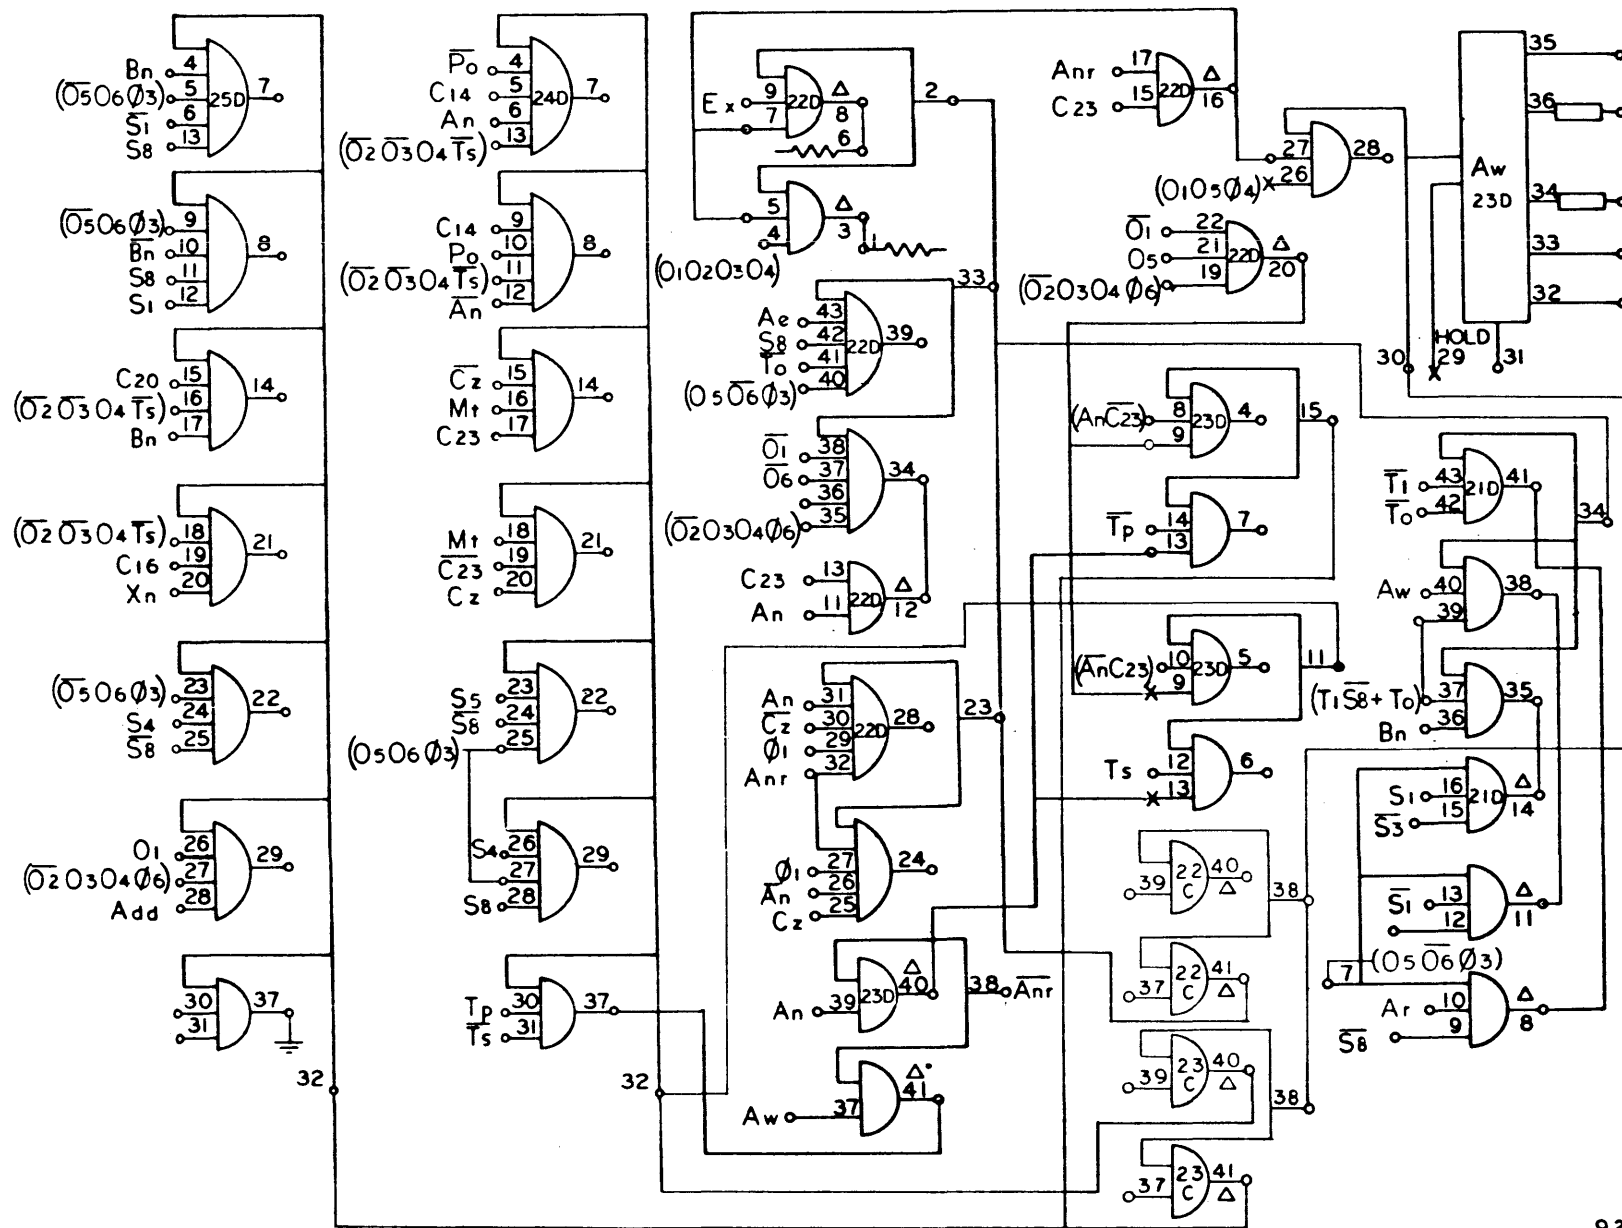 Bn 4
(O̅5O6Ø3) 5 25D 7
S̅1 6
S8 13
(O̅5O6Ø3) 9
B̅n 10 8
S8 11
S1 12
C20 15 14
(O̅2O̅3O4T̅s) 16
Bn 17
(O̅2O̅3O4T̅s) 18
C16 19 21
Xn 20
(O̅5O6Ø3) 23
S4 24 22
S̅8 25
O1 26
(O̅2O3O4Ø6) 27 29
Add 28
30 37
31
32
P̅o 4
C14 5 24D 7
An 6
(O̅2O̅3O4T̅s) 13
C14 9
Po 10 8
(O̅2O̅3O4T̅s) 11
A̅n 12
C̅z 15
Mt 16 14
C23 17
Mt 18
C̅2̅3̅ 19 21
Cz 20
S5 23
S̅8 24 22
(O5O6Ø3) 25
S4 26 29
27
S8 28
Tp 30 37
T̅s 31
32
Ex 9 22D Δ 8 2
7
6
5 Δ 3 1
4
(O1O2O3O4)
33
Ae 43
S8 42 22D 39
T̅o 41
(O5O̅6Ø3) 40
O̅1 38
O̅6 37 34
36
(O̅2O3O4Ø6) 35
C23 13 22D Δ 12
An 11
An 31
C̅z 30 22D 28 23
Ø1 29
Anr 32
Ø1 27 24
A̅n 26
Cz 25
An 39 23D Δ 40 38 A̅n̅r̅
Aw 37 Δ 41
Anr 17 22D Δ 16
C23 15
27 28
(O1O5Ø4) 26
O̅1 22
O5 21 22D Δ 20
(O̅2O3O4Ø6) 19
(AnC̅2̅3̅) 8 23D 4 15
9
T̅p 14 7
13
(A̅nC23) 10 23D 5 11
9
Ts 12 6
13
39 22 C 40 Δ 38
37 22 C 41 Δ
39 23 C 40 Δ 38
37 23 C 41 Δ
Aw 23D
35
36
34
33
32
HOLD
30 29 31
T̅1 43 21D 41
T̅o 42
34
Aw 40 38
39
(T1S̅8+To) 37 35
Bn 36
S1 16 21D Δ 14
S̅3 15
S̅1 13 Δ 11
12
7 (O5O̅6Ø3)
Ar 10 Δ 8
S̅8 9